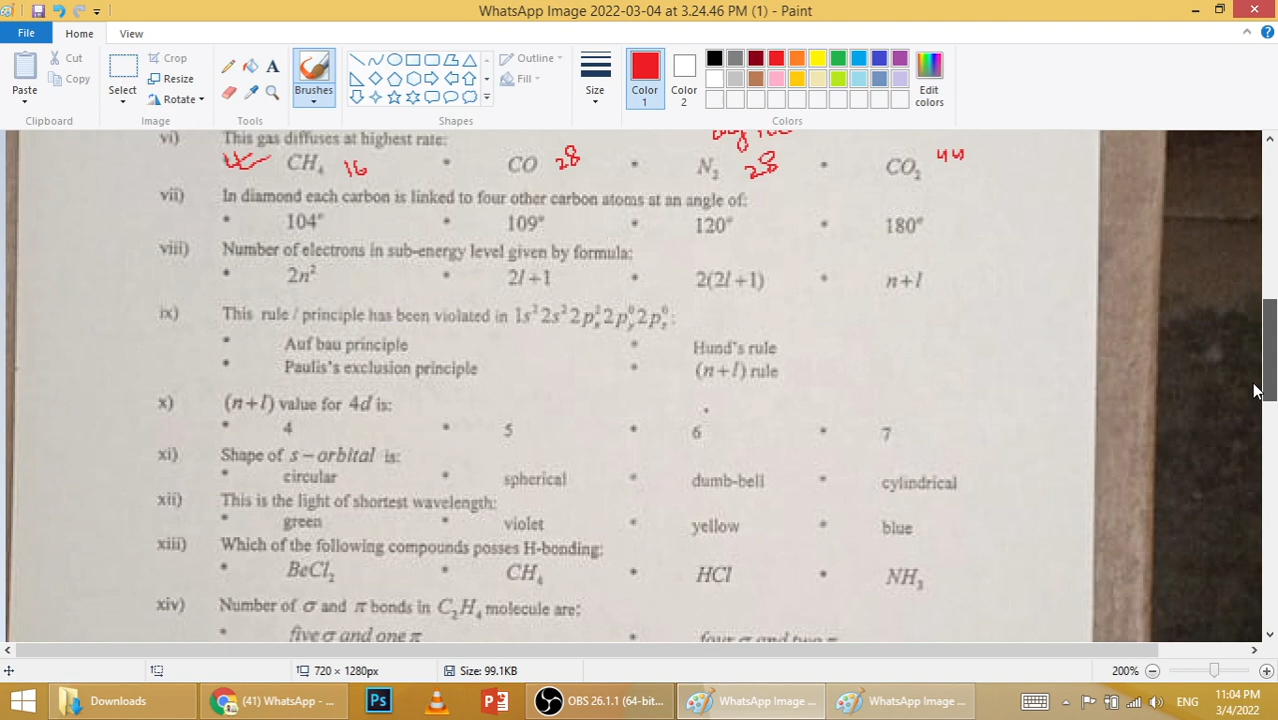 WhatsApp Image 2022-03-04 at 3.24.46 PM (1) - Paint
File Home View
Cut
Copy
Paste
Clipboard
Crop
Resize
Rotate
Select
Image
A
Tools
Brushes
Outline
Fill
Shapes
Size
Color 1
Color 2
Edit colors
Colors
vi) This gas diffuses at highest rate:
CH₄ 16 CO 28 N₂ 28 CO₂ 44
vii) In diamond each carbon is linked to four other carbon atoms at an angle of:
104° 109° 120° 180°
viii) Number of electrons in sub-energy level given by formula:
2n² 2l+1 2(2l+1) n+l
ix) This rule / principle has been violated in 1s² 2s² 2pₓ² 2p_y⁰ 2p_z⁰:
Auf bau principle Hund's rule
Paulis's exclusion principle (n+l) rule
x) (n+l) value for 4d is:
4 5 6 7
xi) Shape of s-orbital is:
circular spherical dumb-bell cylindrical
xii) This is the light of shortest wavelength:
green violet yellow blue
xiii) Which of the following compounds posses H-bonding:
BeCl₂ CH₄ HCl NH₃
xiv) Number of σ and π bonds in C₂H₄ molecule are:
five σ and one π four σ and two π
720 × 1280px Size: 99.1KB 200%
Downloads (41) WhatsApp - ... Ps OBS 26.1.1 (64-bit... WhatsApp Image ... WhatsApp Image ... ENG 11:04 PM
3/4/2022